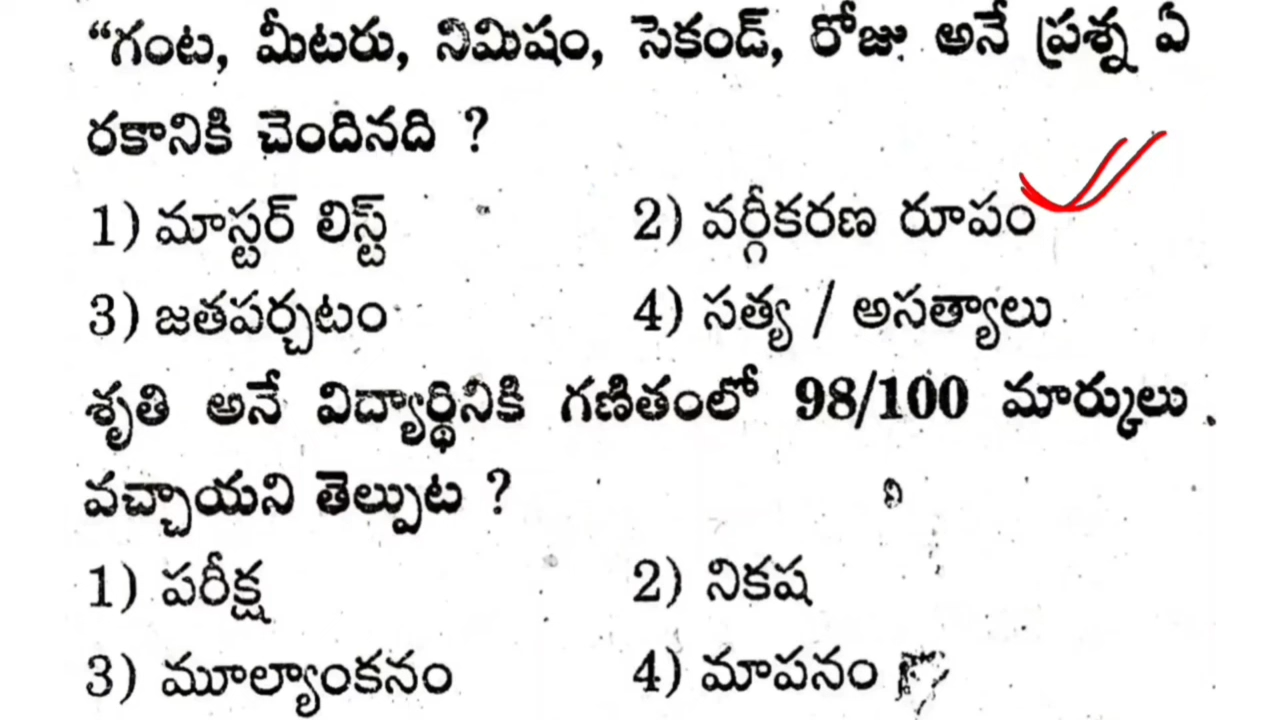 “గంట, మీటరు, నిమిషం, సెకండ్, రోజు అనే ప్రశ్న ఏ
రకానికి చెందినది ?
1) మాస్టర్ లిస్ట్ 2) వర్గీకరణ రూపం
3) జతపర్చటం 4) సత్య / అసత్యాలు
శృతి అనే విద్యార్థినికి గణితంలో 98/100 మార్కులు
వచ్చాయని తెల్పుట ?
1) పరీక్ష 2) నికష
3) మూల్యాంకనం 4) మాపనం